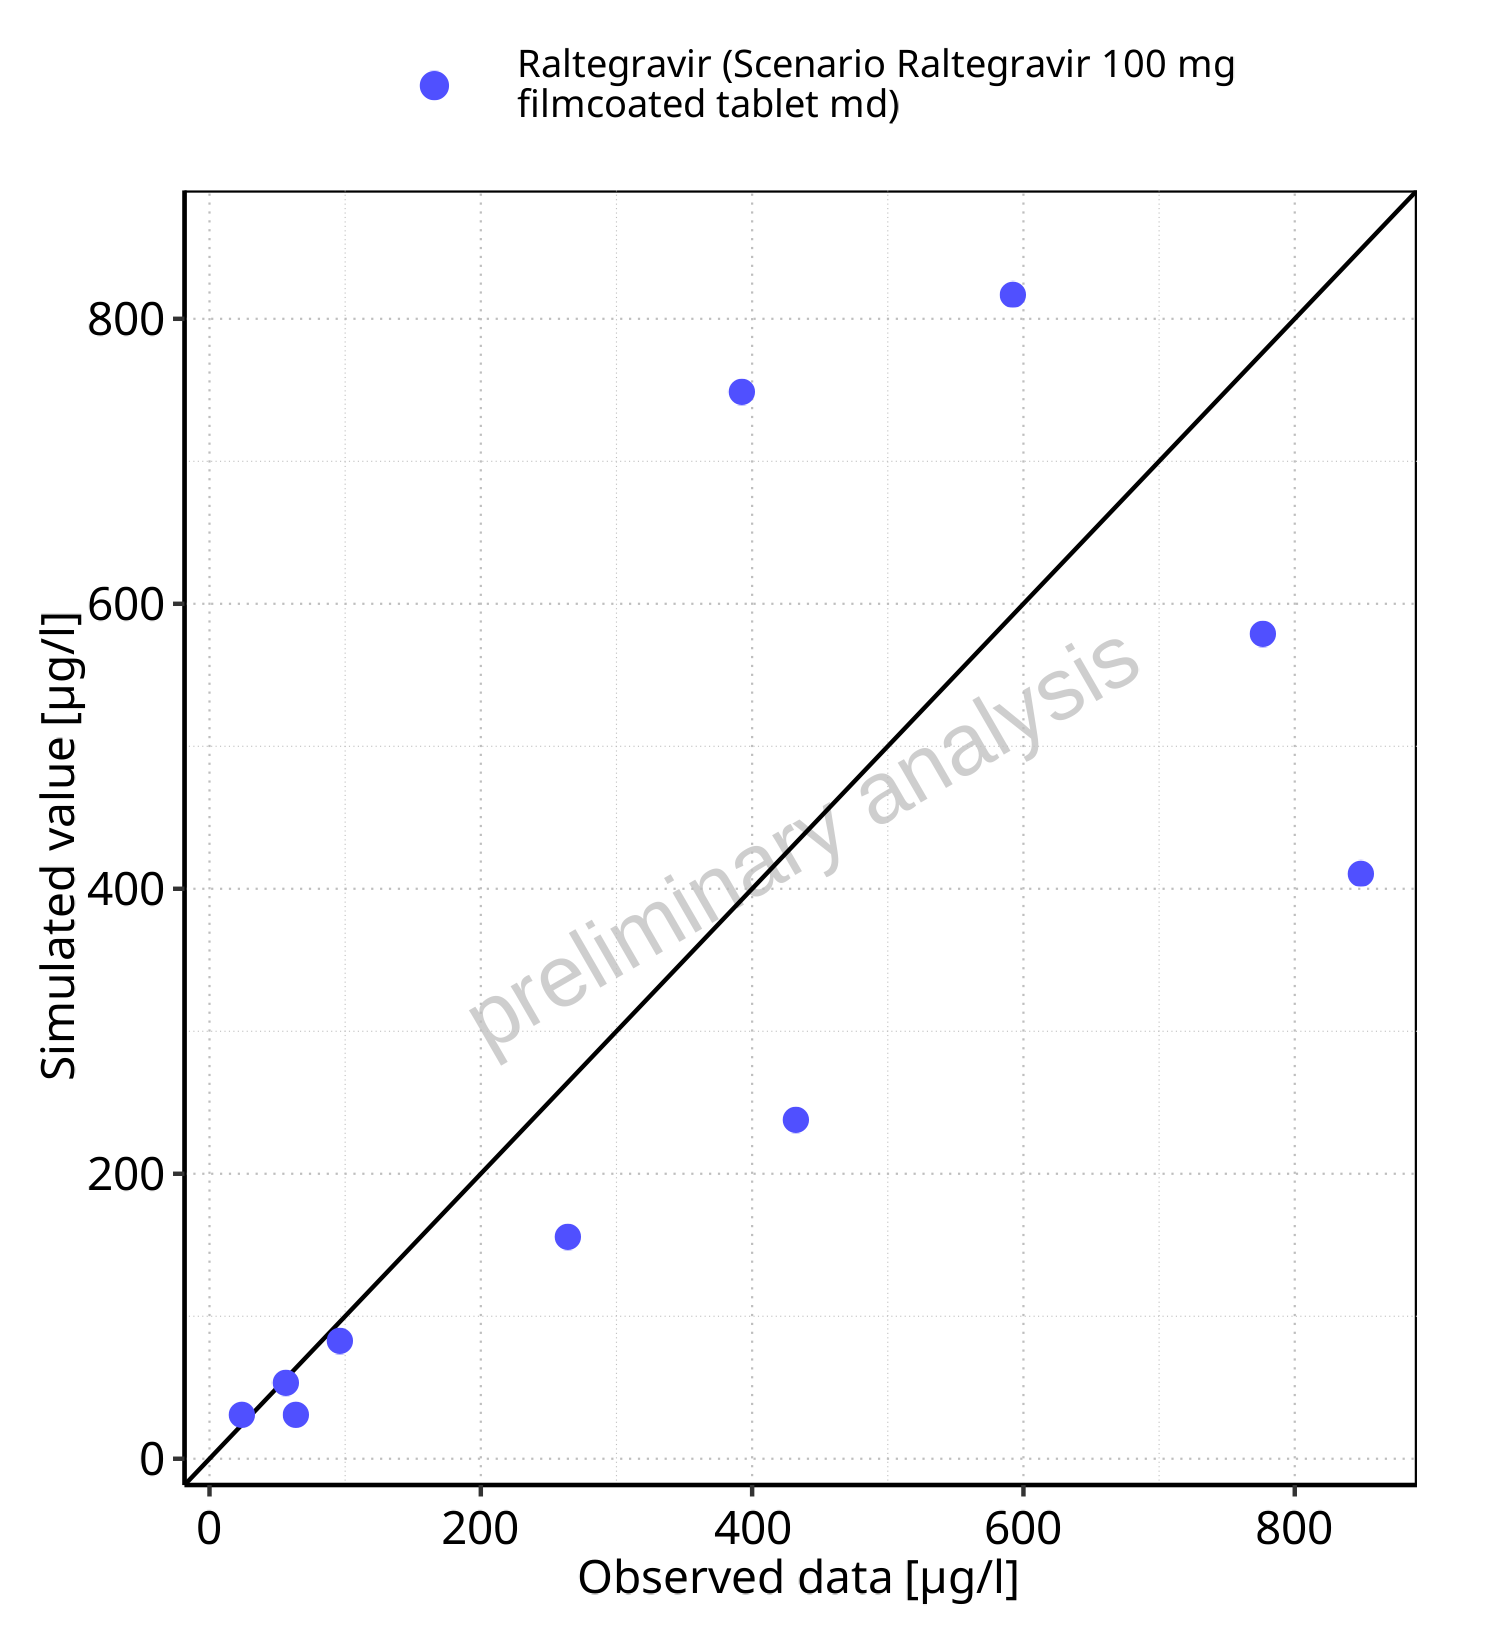 Raltegravir (Scenario Raltegravir 100 mg
filmcoated tablet md)
800
600
400
200
0
Simulated value [µg/l]
preliminary analysis
0 200 400 600 800
Observed data [µg/l]